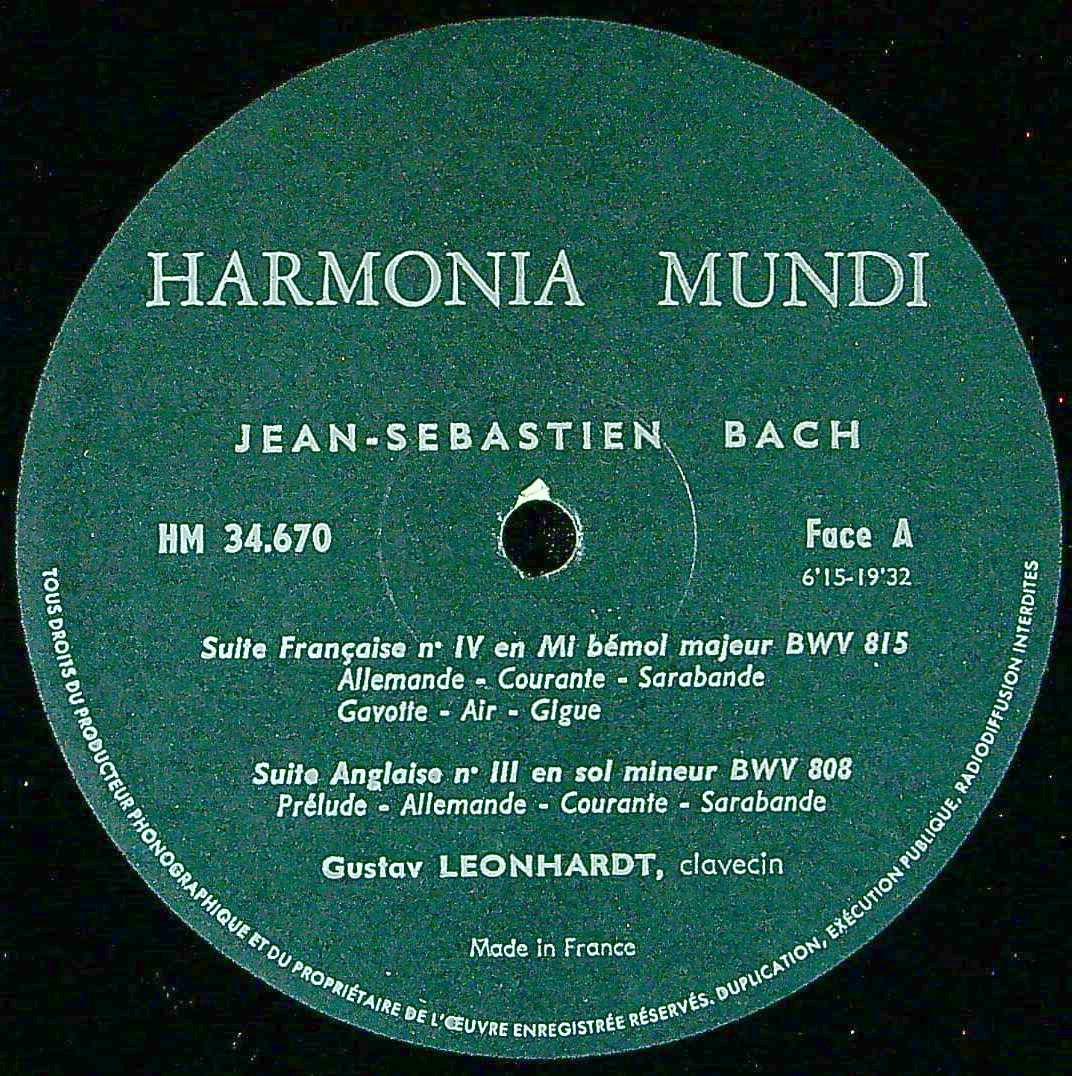 HARMONIA MUNDI
JEAN-SEBASTIEN BACH
HM 34.670
Face A
6'15-19'32
Suite Française n° IV en Mi bémol majeur BWV 815
Allemande - Courante - Sarabande
Gavotte - Air - Gigue
Suite Anglaise n° III en sol mineur BWV 808
Prélude - Allemande - Courante - Sarabande
Gustav LEONHARDT, clavecin
Made in France
TOUS DROITS DU PRODUCTEUR PHONOGRAPHIQUE ET DU PROPRIÉTAIRE DE L'ŒUVRE ENREGISTRÉE RÉSERVÉS. DUPLICATION, EXÉCUTION PUBLIQUE, RADIODIFFUSION INTERDITES